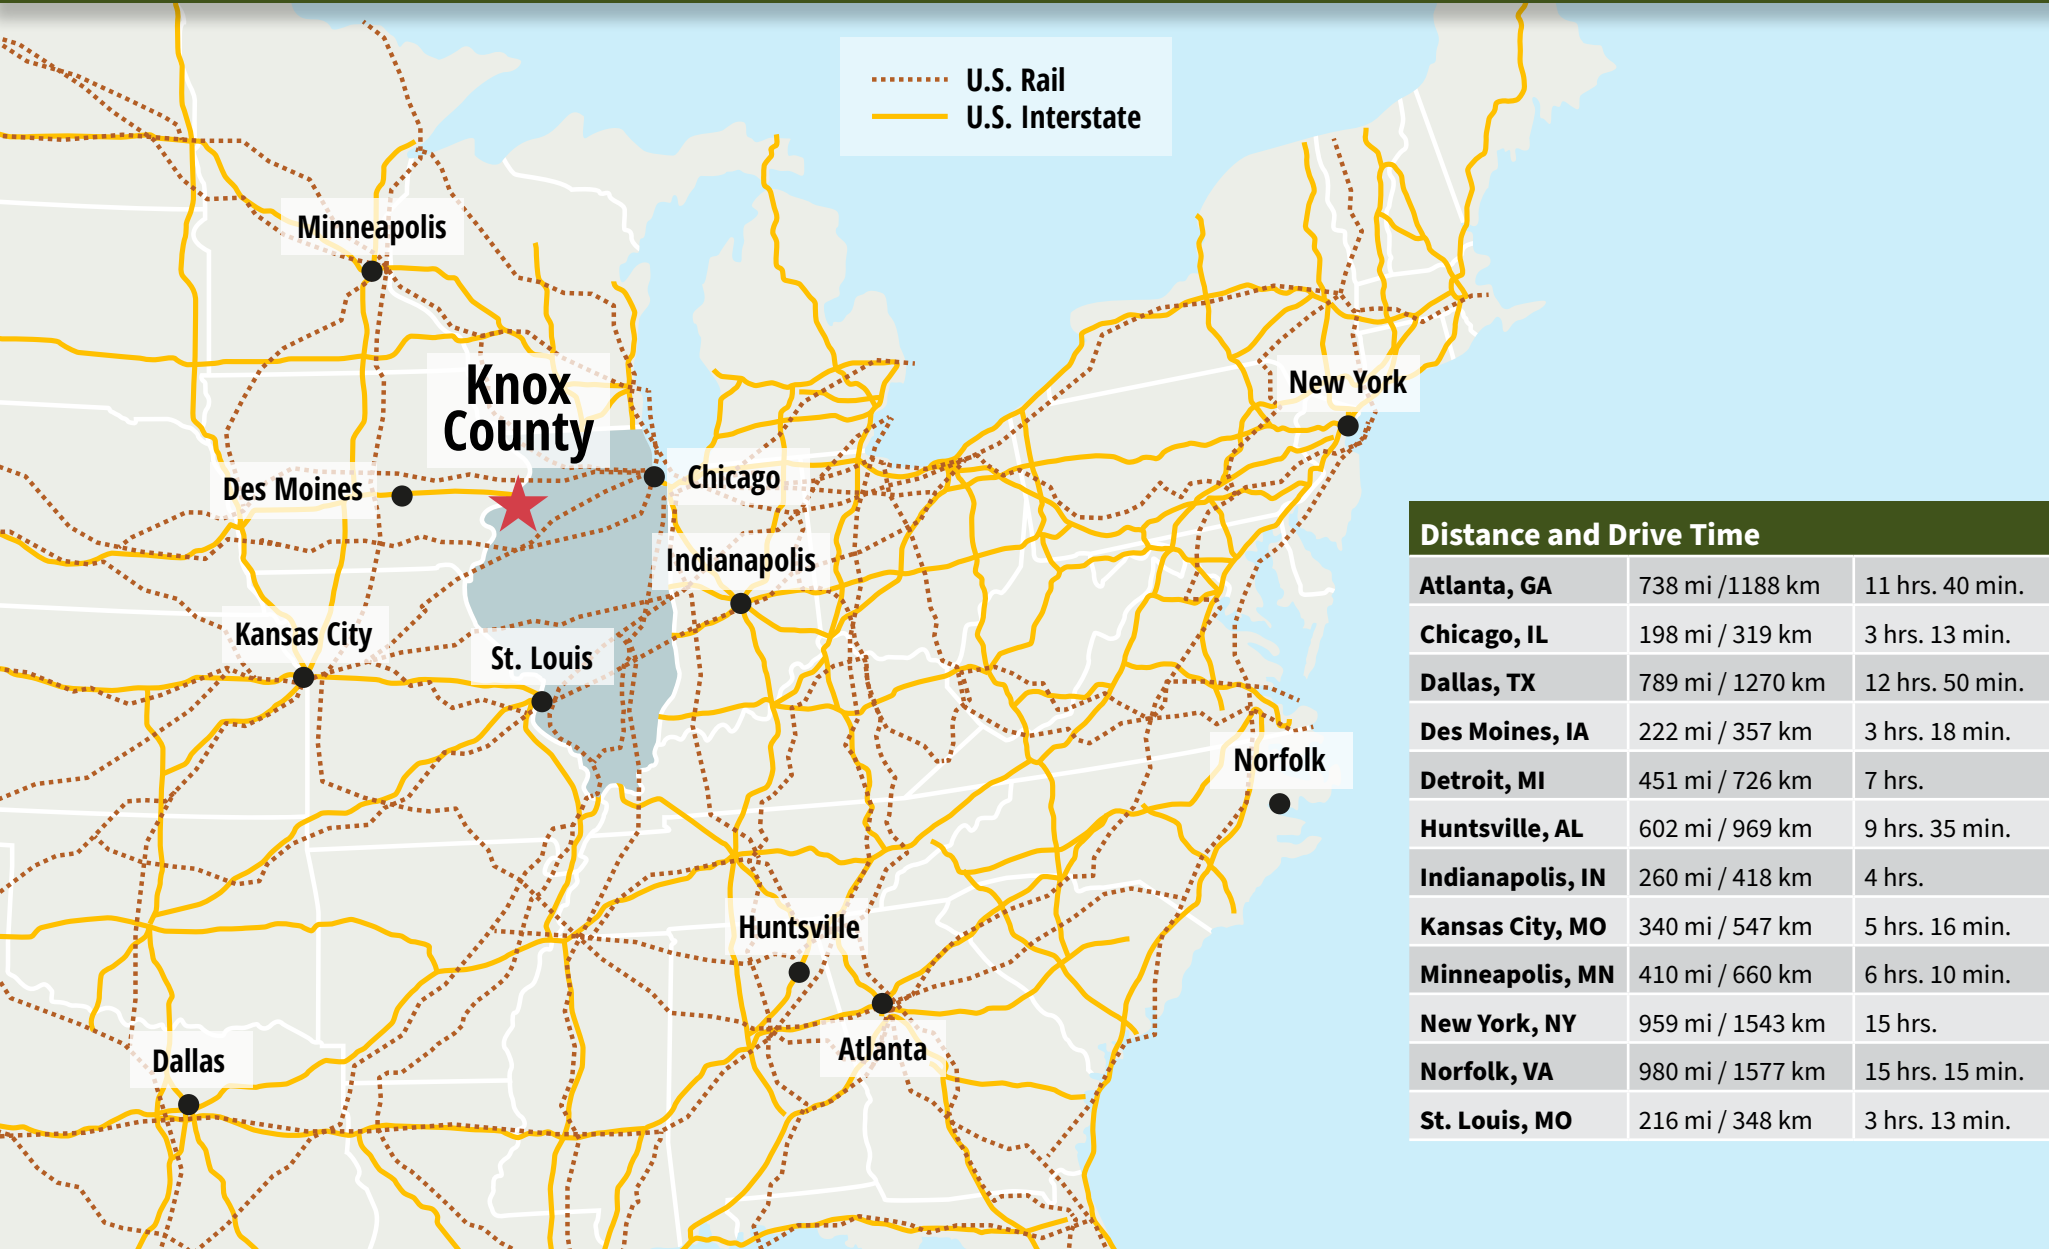 U.S. Rail
U.S. Interstate
Minneapolis
Knox
County
New York
Des Moines
Chicago
Indianapolis
Kansas City
St. Louis
Norfolk
Huntsville
Atlanta
Dallas
Distance and Drive Time
Atlanta, GA 738 mi /1188 km 11 hrs. 40 min.
Chicago, IL 198 mi / 319 km 3 hrs. 13 min.
Dallas, TX 789 mi / 1270 km 12 hrs. 50 min.
Des Moines, IA 222 mi / 357 km 3 hrs. 18 min.
Detroit, MI 451 mi / 726 km 7 hrs.
Huntsville, AL 602 mi / 969 km 9 hrs. 35 min.
Indianapolis, IN 260 mi / 418 km 4 hrs.
Kansas City, MO 340 mi / 547 km 5 hrs. 16 min.
Minneapolis, MN 410 mi / 660 km 6 hrs. 10 min.
New York, NY 959 mi / 1543 km 15 hrs.
Norfolk, VA 980 mi / 1577 km 15 hrs. 15 min.
St. Louis, MO 216 mi / 348 km 3 hrs. 13 min.